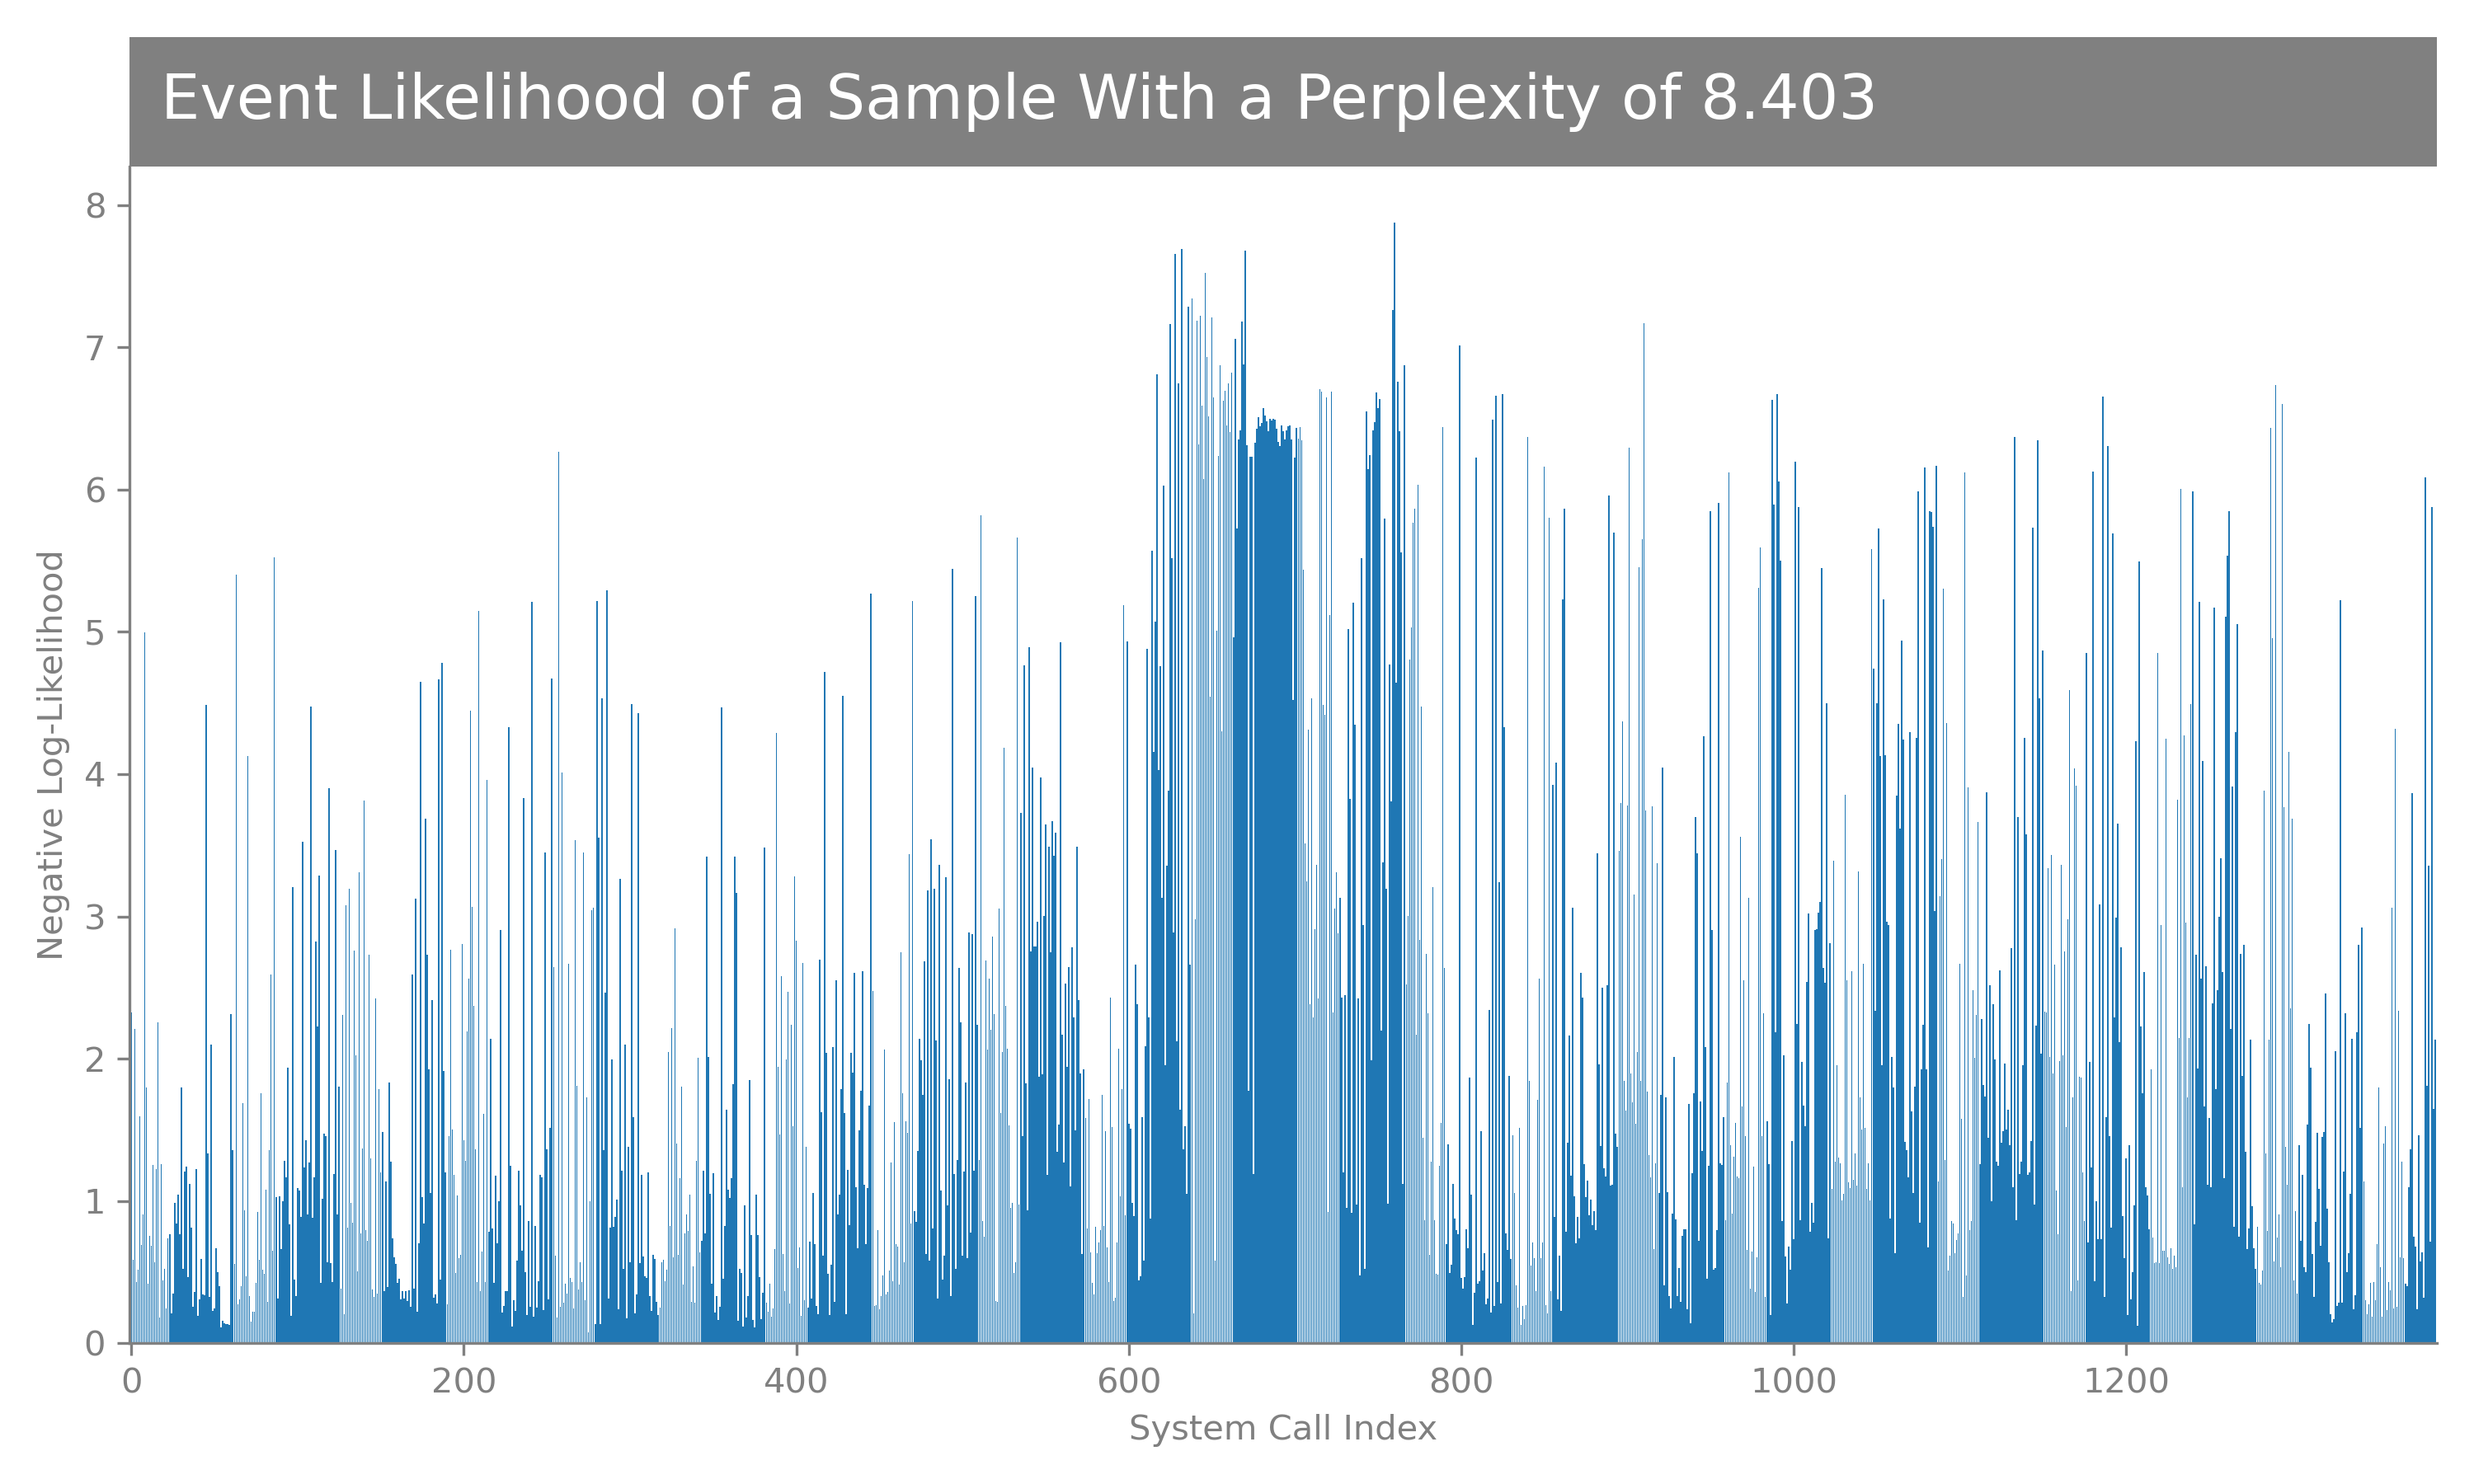 Event Likelihood of a Sample With a Perplexity of 8.403
8
7
6
5
4
3
2
1
0
Negative Log-Likelihood
0 200 400 600 800 1000 1200
System Call Index